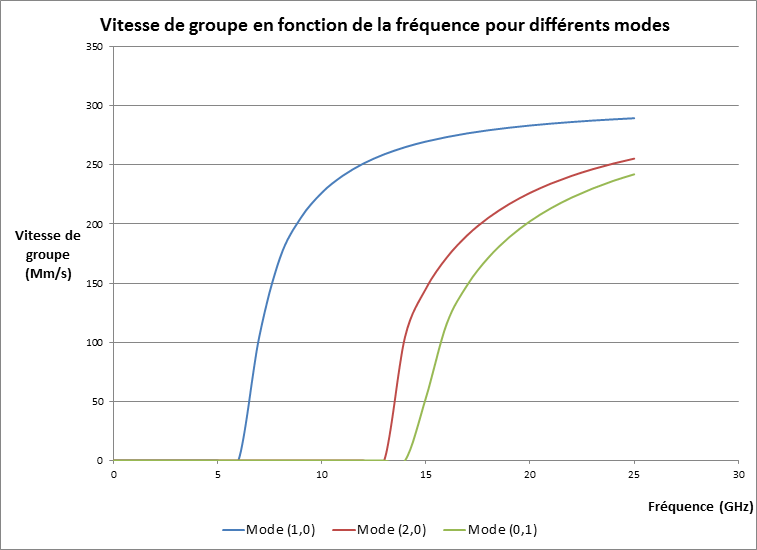 Vitesse de groupe en fonction de la fréquence pour différents modes
350
300
250
200
150
100
50
0
Vitesse de
groupe
(Mm/s)
0 5 10 15 20 25 30
Fréquence (GHz)
Mode (1,0) Mode (2,0) Mode (0,1)